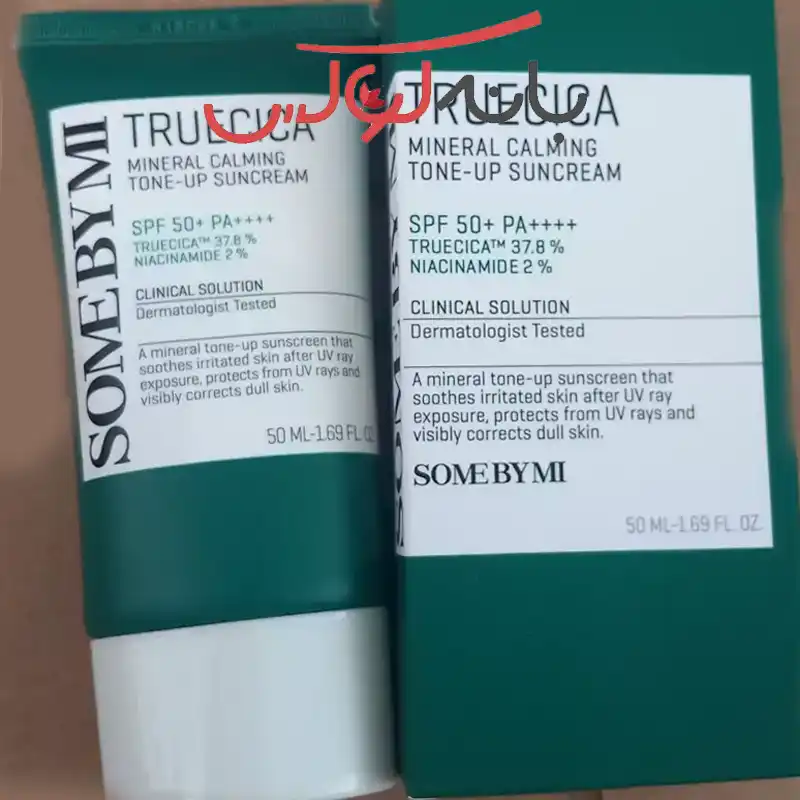 بانه لوکس
SOME BY MI
TRUECICA
MINERAL CALMING
TONE-UP SUNCREAM
SPF 50+ PA++++
TRUECICA™ 37.8 %
NIACINAMIDE 2 %
CLINICAL SOLUTION
Dermatologist Tested
A mineral tone-up sunscreen that
soothes irritated skin after UV ray
exposure, protects from UV rays and
visibly corrects dull skin.
50 ML-1.69 FL.OZ
TRUECICA
MINERAL CALMING
TONE-UP SUNCREAM
SPF 50+ PA++++
TRUECICA™ 37.8 %
NIACINAMIDE 2 %
CLINICAL SOLUTION
Dermatologist Tested
A mineral tone-up sunscreen that
soothes irritated skin after UV ray
exposure, protects from UV rays and
visibly corrects dull skin.
SOME BY MI
50 ML-1.69 FL. OZ.